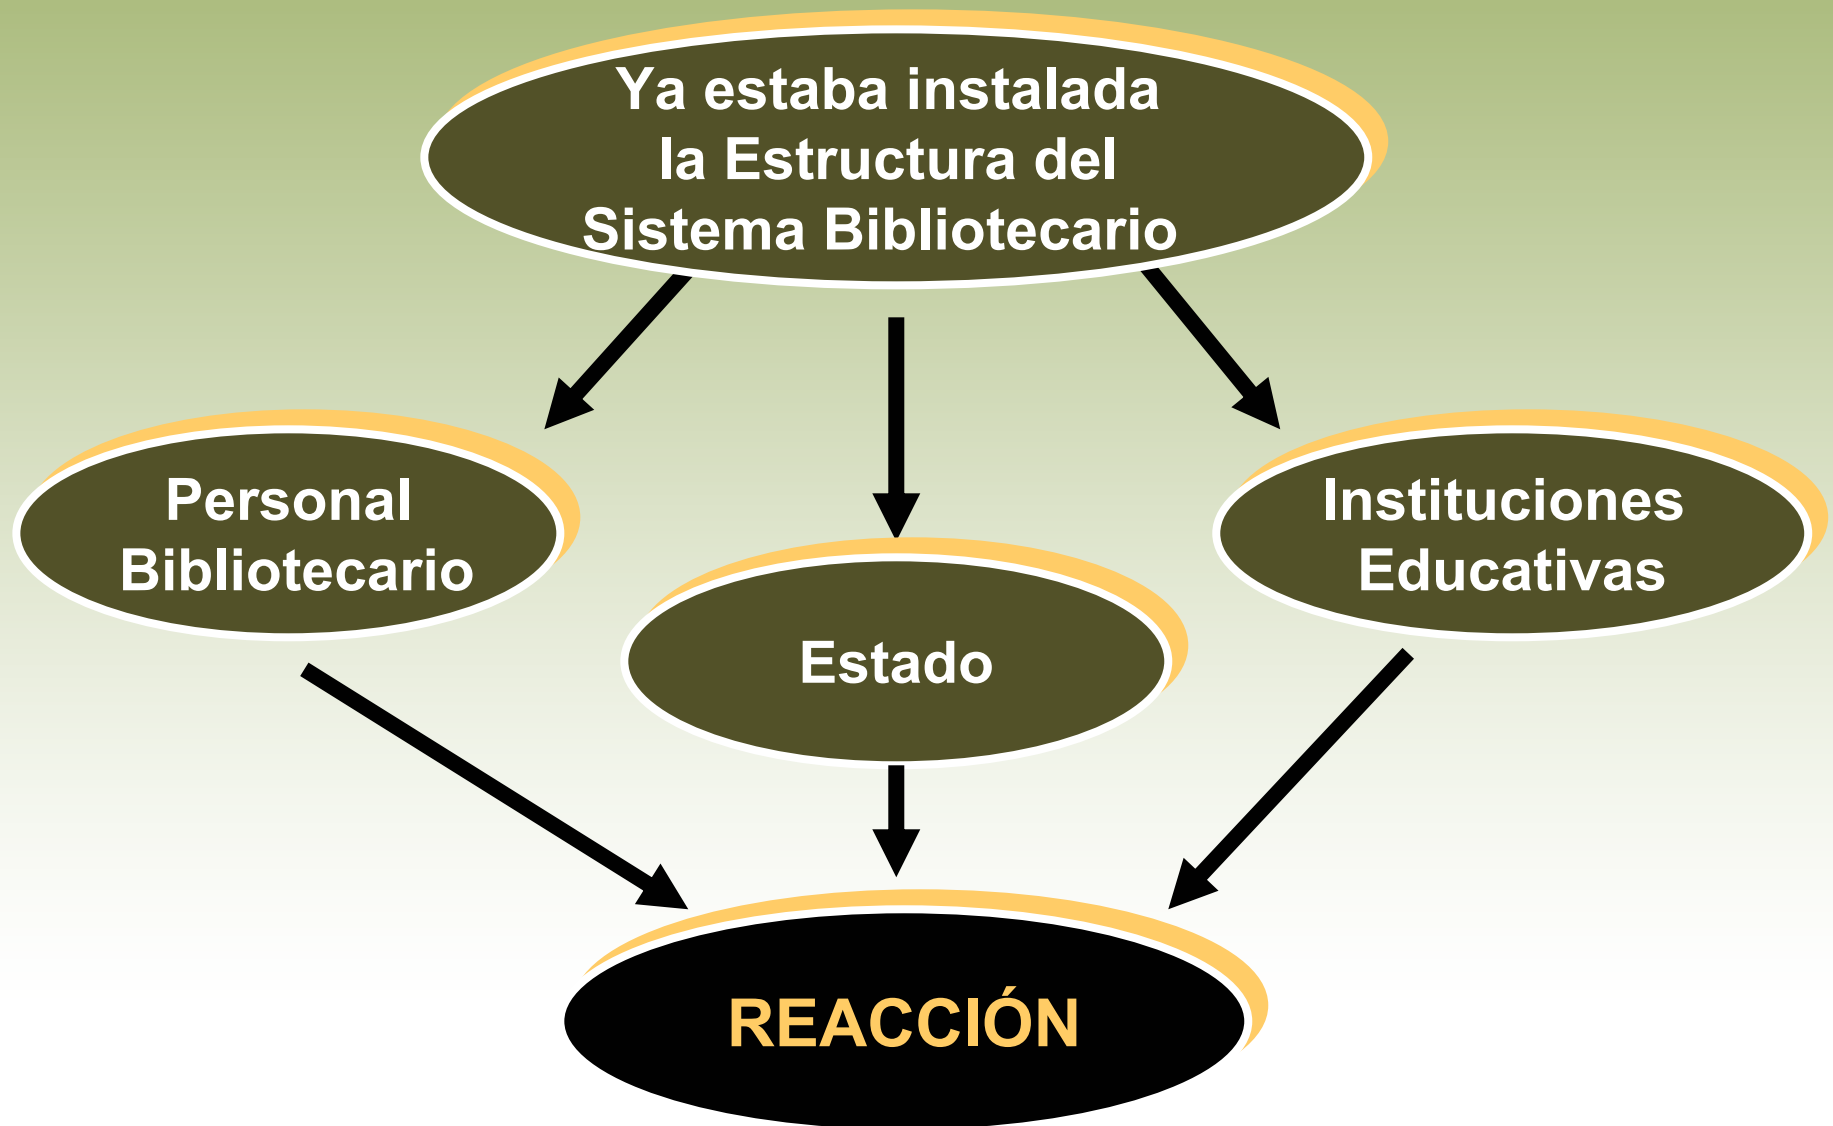 Ya estaba instalada
la Estructura del
Sistema Bibliotecario
Personal
Bibliotecario
Instituciones
Educativas
Estado
REACCIÓN